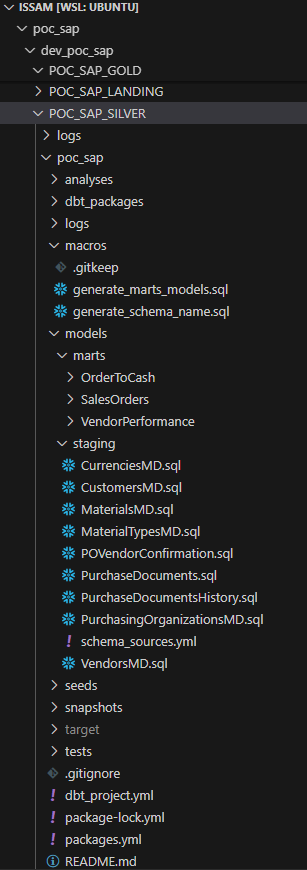 ISSAM [WSL: UBUNTU]
poc_sap
dev_poc_sap
POC_SAP_GOLD
POC_SAP_LANDING
POC_SAP_SILVER
logs
poc_sap
analyses
dbt_packages
logs
macros
.gitkeep
generate_marts_models.sql
generate_schema_name.sql
models
marts
OrderToCash
SalesOrders
VendorPerformance
staging
CurrenciesMD.sql
CustomersMD.sql
MaterialsMD.sql
MaterialTypesMD.sql
POVendorConfirmation.sql
PurchaseDocuments.sql
PurchaseDocumentsHistory.sql
PurchasingOrganizationsMD.sql
! schema_sources.yml
VendorsMD.sql
seeds
snapshots
target
tests
.gitignore
! dbt_project.yml
! package-lock.yml
! packages.yml
README.md